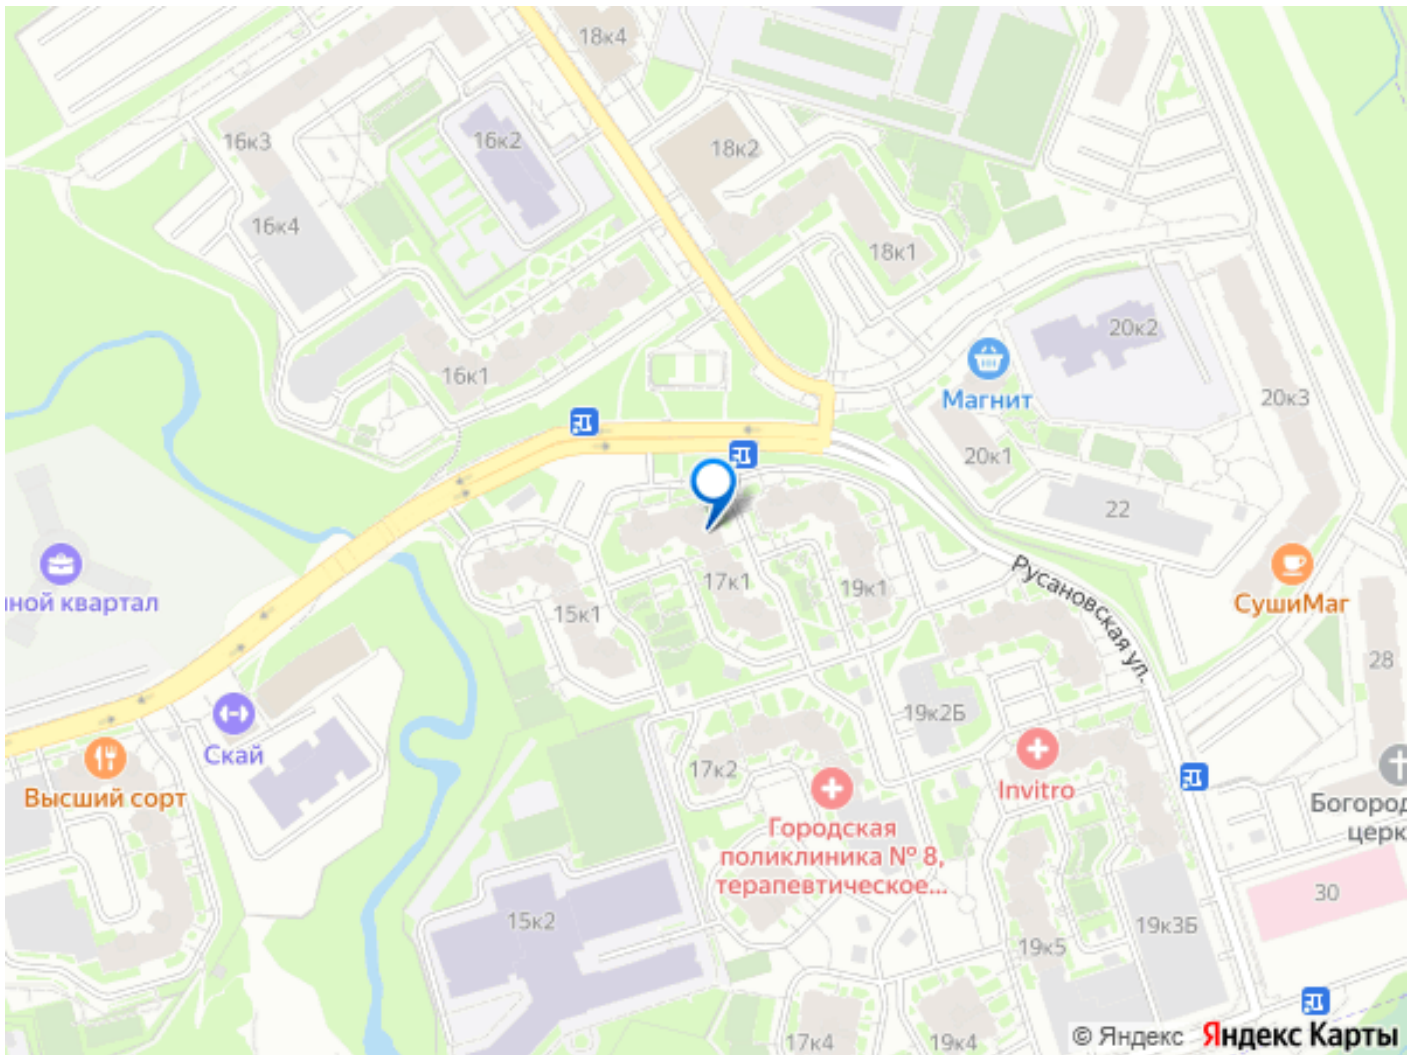 18к4
16к3
16к2
18к2
16к4
18к1
20к2
16к1
Магнит
20к3
20к1
22
ной квартал
17к1
19к1
15к1
Русановская ул.
СушиМаг
28
19к2Б
Скай
17к2
Invitro
Высший сорт
Богород
церк
Городская
поликлиника № 8,
терапевтическое...
30
15к2
19к5
19к3Б
17к4
19к4
© Яндекс Яндекс Карты